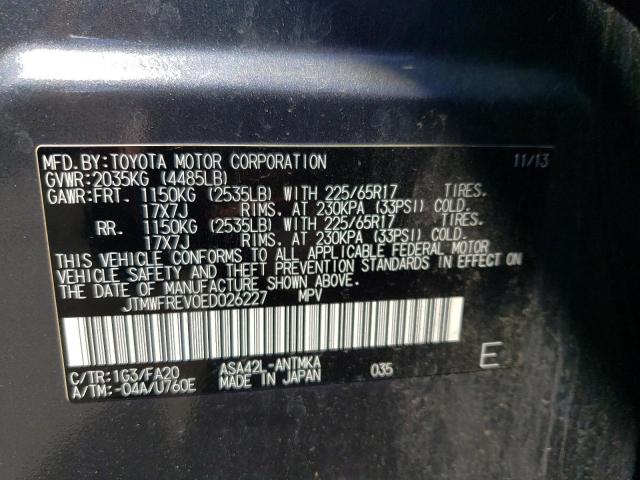 MFD.BY:TOYOTA MOTOR CORPORATION 11/13
GVWR:2035KG (4485LB)
GAWR:FRT. 1150KG (2535LB) WITH 225/65R17 TIRES.
17X7J RIMS. AT 230KPA (33PSI) COLD.
RR. 1150KG (2535LB) WITH 225/65R17 TIRES.
17X7J RIMS. AT 230KPA (33PSI) COLD.
THIS VEHICLE CONFORMS TO ALL APPLICABLE FEDERAL MOTOR
VEHICLE SAFETY AND THEFT PREVENTION STANDARDS IN EFFECT ON
THE DATE OF MANUFACTURE SHOWN ABOVE.
JTMWFREV0ED026227 MPV
C/TR:1G3/FA20 ASA42L-ANTMKA 035 E
A/TM:-04A/U760E MADE IN JAPAN